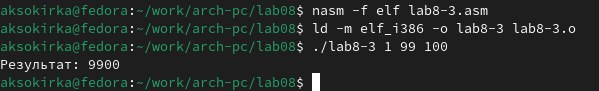 aksokirka@fedora:~/work/arch-pc/lab08$ nasm -f elf lab8-3.asm
aksokirka@fedora:~/work/arch-pc/lab08$ ld -m elf_i386 -o lab8-3 lab8-3.o
aksokirka@fedora:~/work/arch-pc/lab08$ ./lab8-3 1 99 100
Результат: 9900
aksokirka@fedora:~/work/arch-pc/lab08$